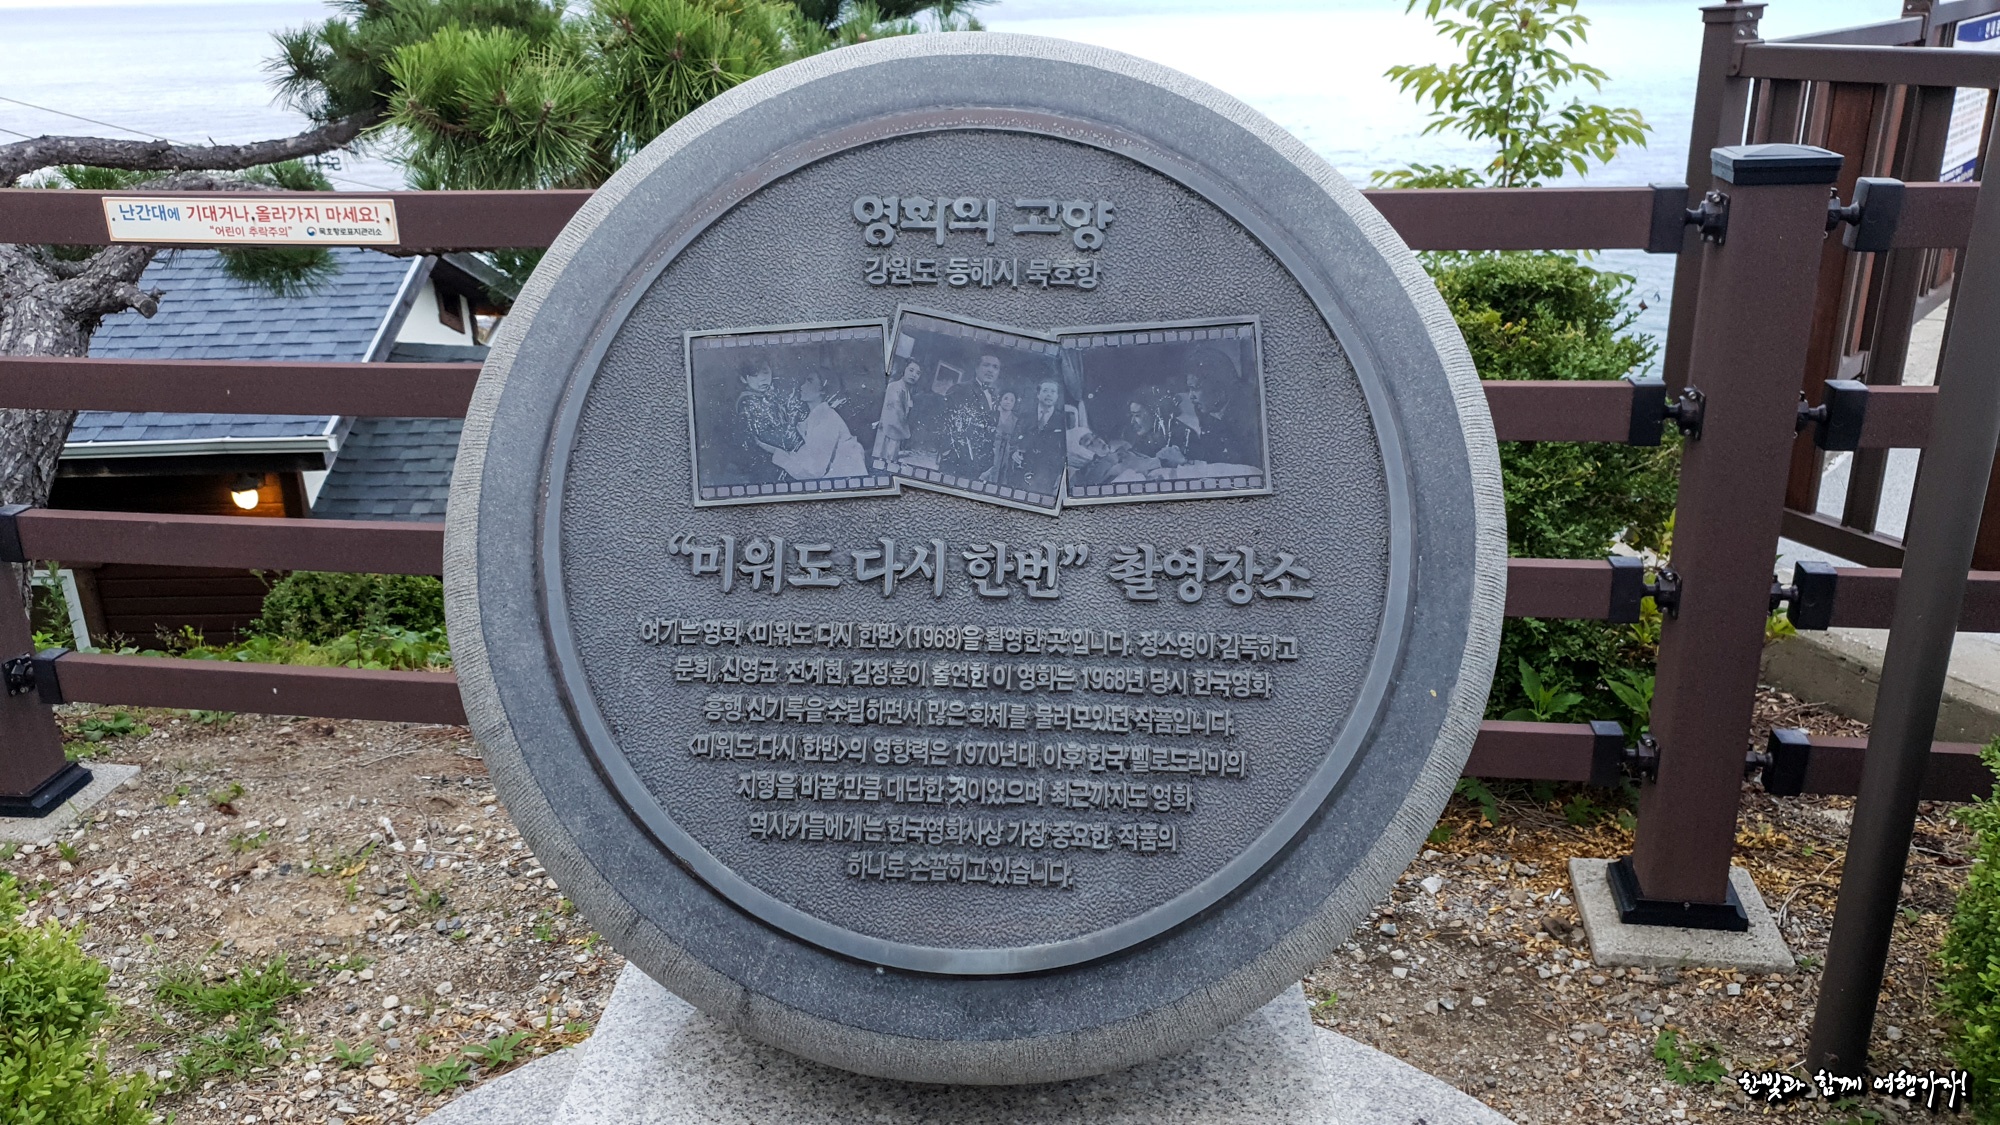 난간대에 기대거나,올라가지 마세요!
"어린이 추락주의" 묵호항로표지관리소
영화의 고향
강원도 동해시 묵호항
"미워도 다시 한번" 촬영장소
여기는 영화 <미워도 다시 한번>(1968)을 촬영한 곳 입니다. 정소영이 감독하고
문희, 신영균 전계현, 김정훈이 출연한 이 영화는 1968년 당시 한국영화
흥행 신기록을 수립하면서 많은 화제를 불러모았던 작품입니다.
<미워도 다시 한번>의 영향력은 1970년대 이후 한국 멜로드라마의
지형을 바꿀 만큼 대단한 것이었으며 최근까지도 영화
역사가들에게는 한국영화사상 가장 중요한 작품의
하나로 손꼽히고 있습니다.
한빛과 함께 여행가자!